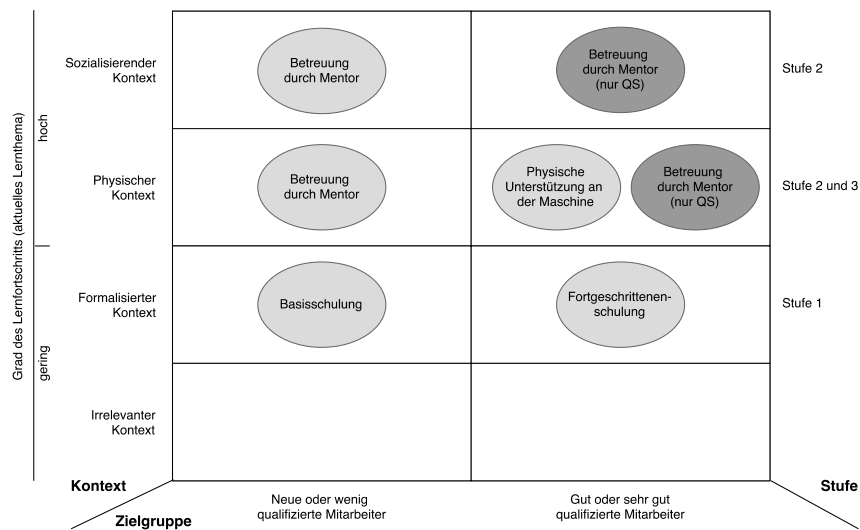 Grad des Lernfortschritts (aktuelles Lernthema)
hoch
gering
Sozialisierender
Kontext
Betreuung
durch Mentor
Betreuung
durch Mentor
(nur QS)
Stufe 2
Physischer
Kontext
Betreuung
durch Mentor
Physische
Unterstützung an
der Maschine
Betreuung
durch Mentor
(nur QS)
Stufe 2 und 3
Formalisierter
Kontext
Basisschulung
Fortgeschrittenen-
schulung
Stufe 1
Irrelevanter
Kontext
Kontext
Zielgruppe
Neue oder wenig
qualifizierte Mitarbeiter
Gut oder sehr gut
qualifizierte Mitarbeiter
Stufe